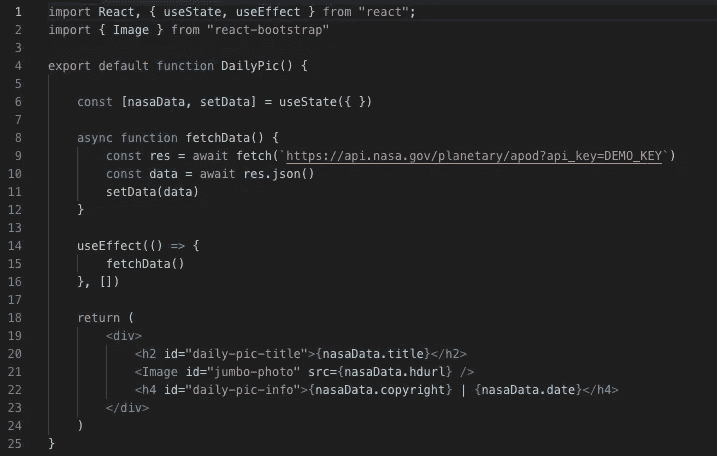 1 import React, { useState, useEffect } from "react";
2 import { Image } from "react-bootstrap"
3
4 export default function DailyPic() {
5
6     const [nasaData, setData] = useState({ })
7
8     async function fetchData() {
9         const res = await fetch(`https://api.nasa.gov/planetary/apod?api_key=DEMO_KEY`)
10         const data = await res.json()
11         setData(data)
12     }
13
14     useEffect(() => {
15         fetchData()
16     }, [])
17
18     return (
19         <div>
20             <h2 id="daily-pic-title">{nasaData.title}</h2>
21             <Image id="jumbo-photo" src={nasaData.hdurl} />
22             <h4 id="daily-pic-info">{nasaData.copyright} | {nasaData.date}</h4>
23         </div>
24     )
25 }